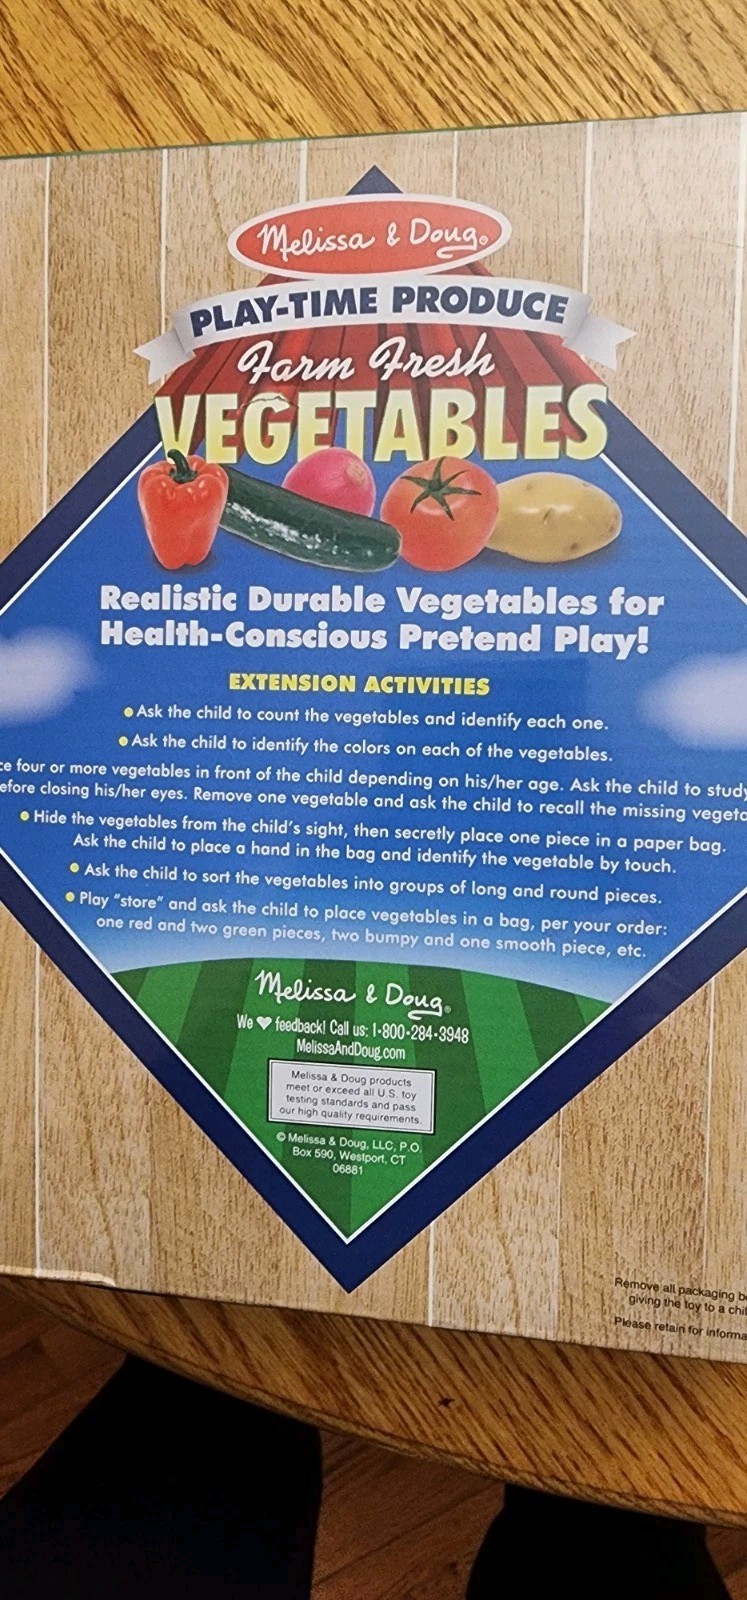 Melissa & Doug®
PLAY-TIME PRODUCE
Farm Fresh
VEGETABLES
Realistic Durable Vegetables for
Health-Conscious Pretend Play!
EXTENSION ACTIVITIES
• Ask the child to count the vegetables and identify each one.
• Ask the child to identify the colors on each of the vegetables.
four or more vegetables in front of the child depending on his/her age. Ask the child to study
closing his/her eyes. Remove one vegetable and ask the child to recall the missing
• Hide the vegetables from the child's sight, then secretly place one piece in a paper bag.
Ask the child to place a hand in the bag and identify the vegetable by touch.
• Ask the child to sort the vegetables into groups of long and round pieces.
• Play "store" and ask the child to place vegetables in a bag, per your order:
one red and two green pieces, two bumpy and one smooth piece, etc.
Melissa & Doug®
We ♥ feedback! Call us: 1-800-284-3948
MelissaAndDoug.com
Melissa & Doug products
meet or exceed all U.S. toy
testing standards and pass
our high quality requirements.
© Melissa & Doug, LLC, P.O.
Box 590, Westport, CT
06881
Remove all packaging
giving the toy to a
Please retain for